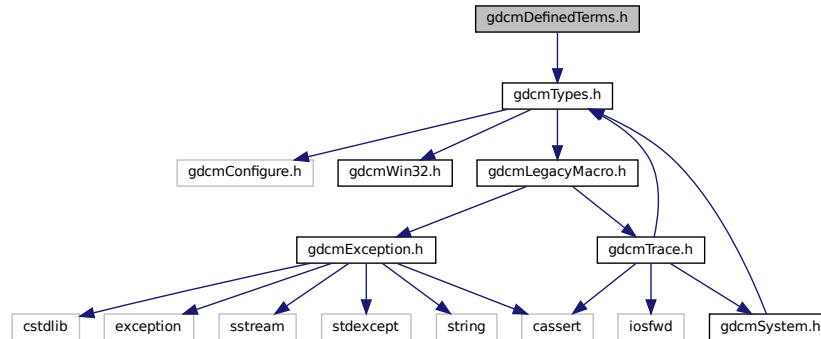 gdcmDefinedTerms.h
gdcmTypes.h
gdcmConfigure.h
gdcmWin32.h
gdcmLegacyMacro.h
gdcmException.h
gdcmTrace.h
cstdlib
exception
sstream
stdexcept
string
cassert
iosfwd
gdcmSystem.h